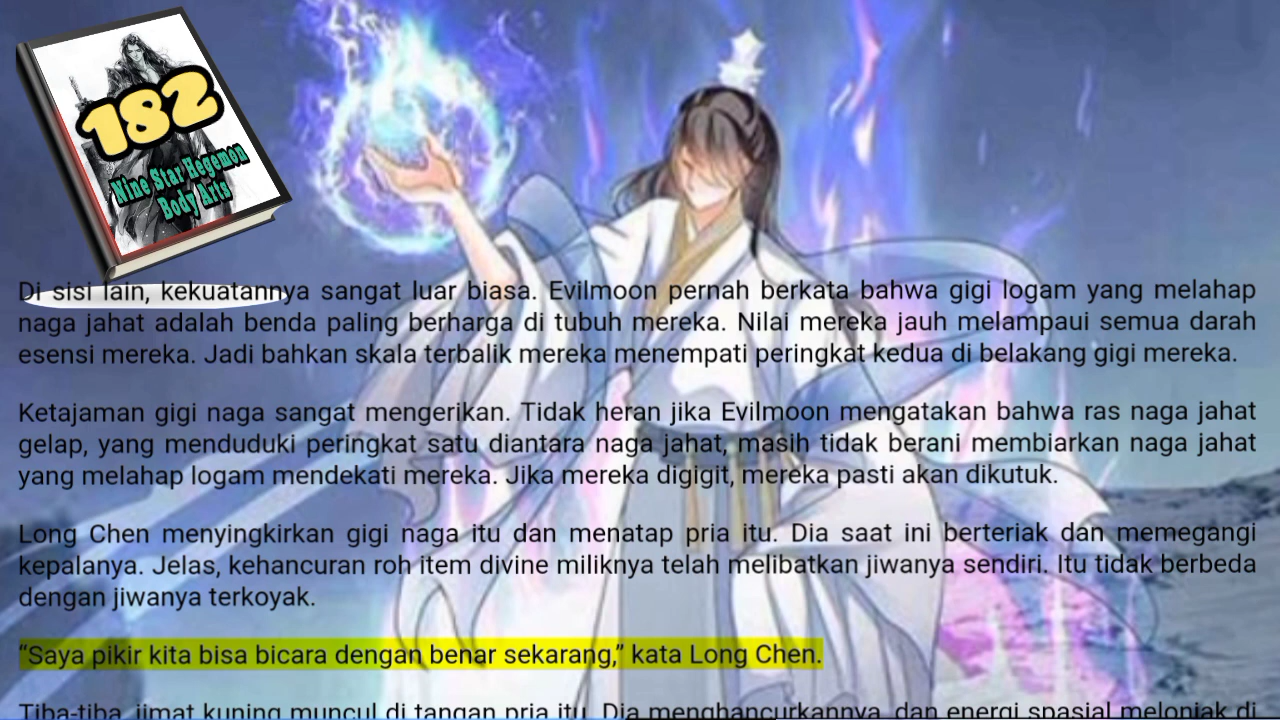 182
Nine Star Hegemon
Body Arts
Di sisi lain, kekuatannya sangat luar biasa. Evilmoon pernah berkata bahwa gigi logam yang melahap
naga jahat adalah benda paling berharga di tubuh mereka. Nilai mereka jauh melampaui semua darah
esensi mereka. Jadi bahkan skala terbalik mereka menempati peringkat kedua di belakang gigi mereka.
Ketajaman gigi naga sangat mengerikan. Tidak heran jika Evilmoon mengatakan bahwa ras naga jahat
gelap, yang menduduki peringkat satu diantara naga jahat, masih tidak berani membiarkan naga jahat
yang melahap logam mendekati mereka. Jika mereka digigit, mereka pasti akan dikutuk.
Long Chen menyingkirkan gigi naga itu dan menatap pria itu. Dia saat ini berteriak dan memegangi
kepalanya. Jelas, kehancuran roh item divine miliknya telah melibatkan jiwanya sendiri. Itu tidak berbeda
dengan jiwanya terkoyak.
“Saya pikir kita bisa bicara dengan benar sekarang,” kata Long Chen.
Tiba-tiba, jimat kuning muncul di tangan pria itu. Dia menghancurkannya, dan energi spasial melonjak di